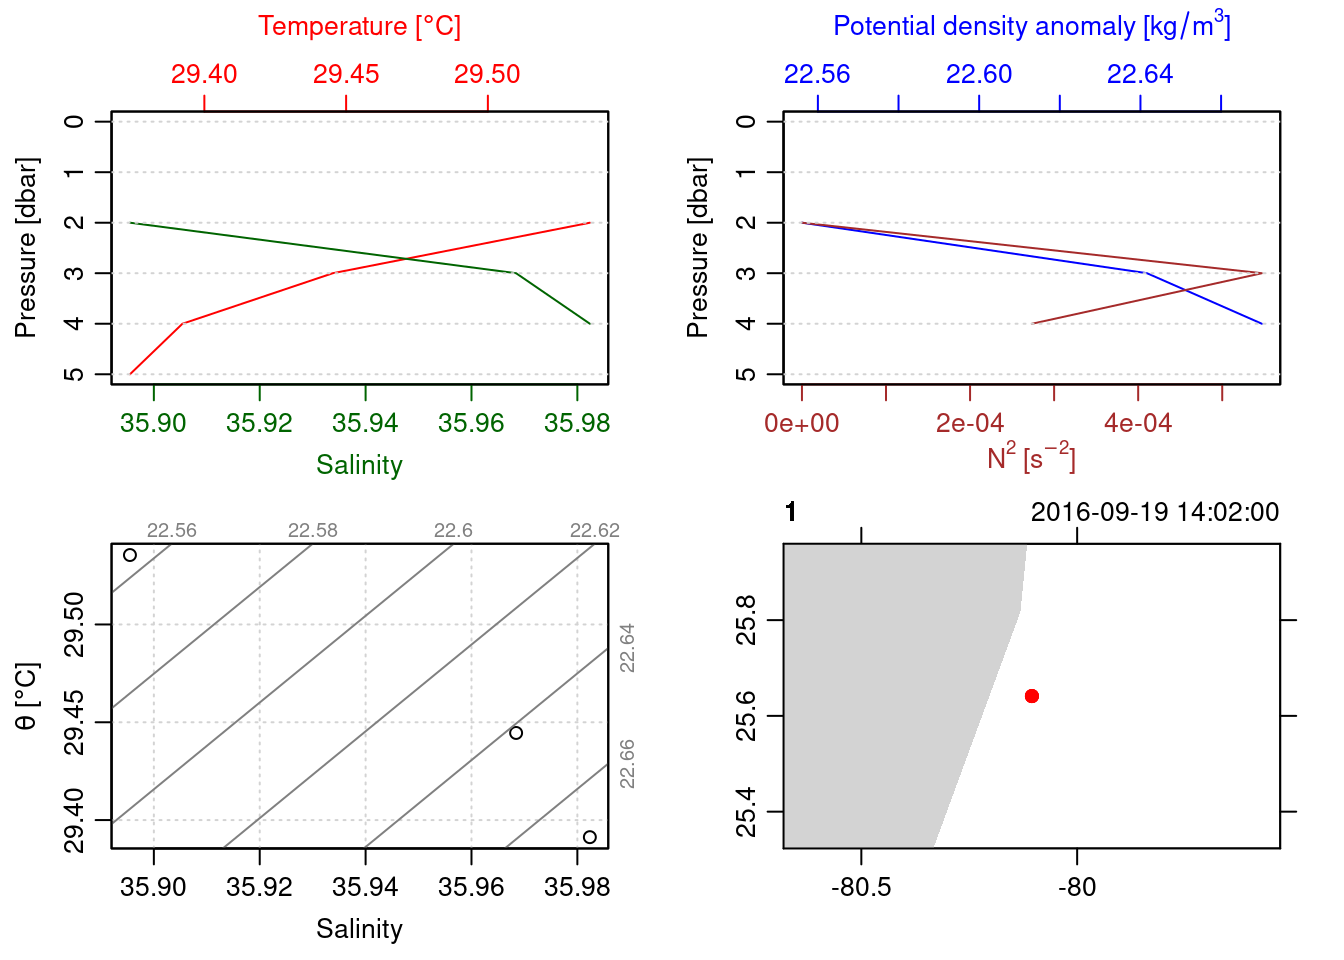 Temperature [°C]
29.40 29.45 29.50
Pressure [dbar]
0 1 2 3 4 5
35.90 35.92 35.94 35.96 35.98
Salinity
Potential density anomaly [kg/m³]
22.56 22.60 22.64
Pressure [dbar]
0 1 2 3 4 5
0e+00 2e-04 4e-04
N² [s⁻²]
22.56 22.58 22.6 22.62
22.64
22.66
θ [°C]
29.50
29.45
29.40
35.90 35.92 35.94 35.96 35.98
Salinity
1 2016-09-19 14:02:00
25.8
25.6
25.4
-80.5 -80